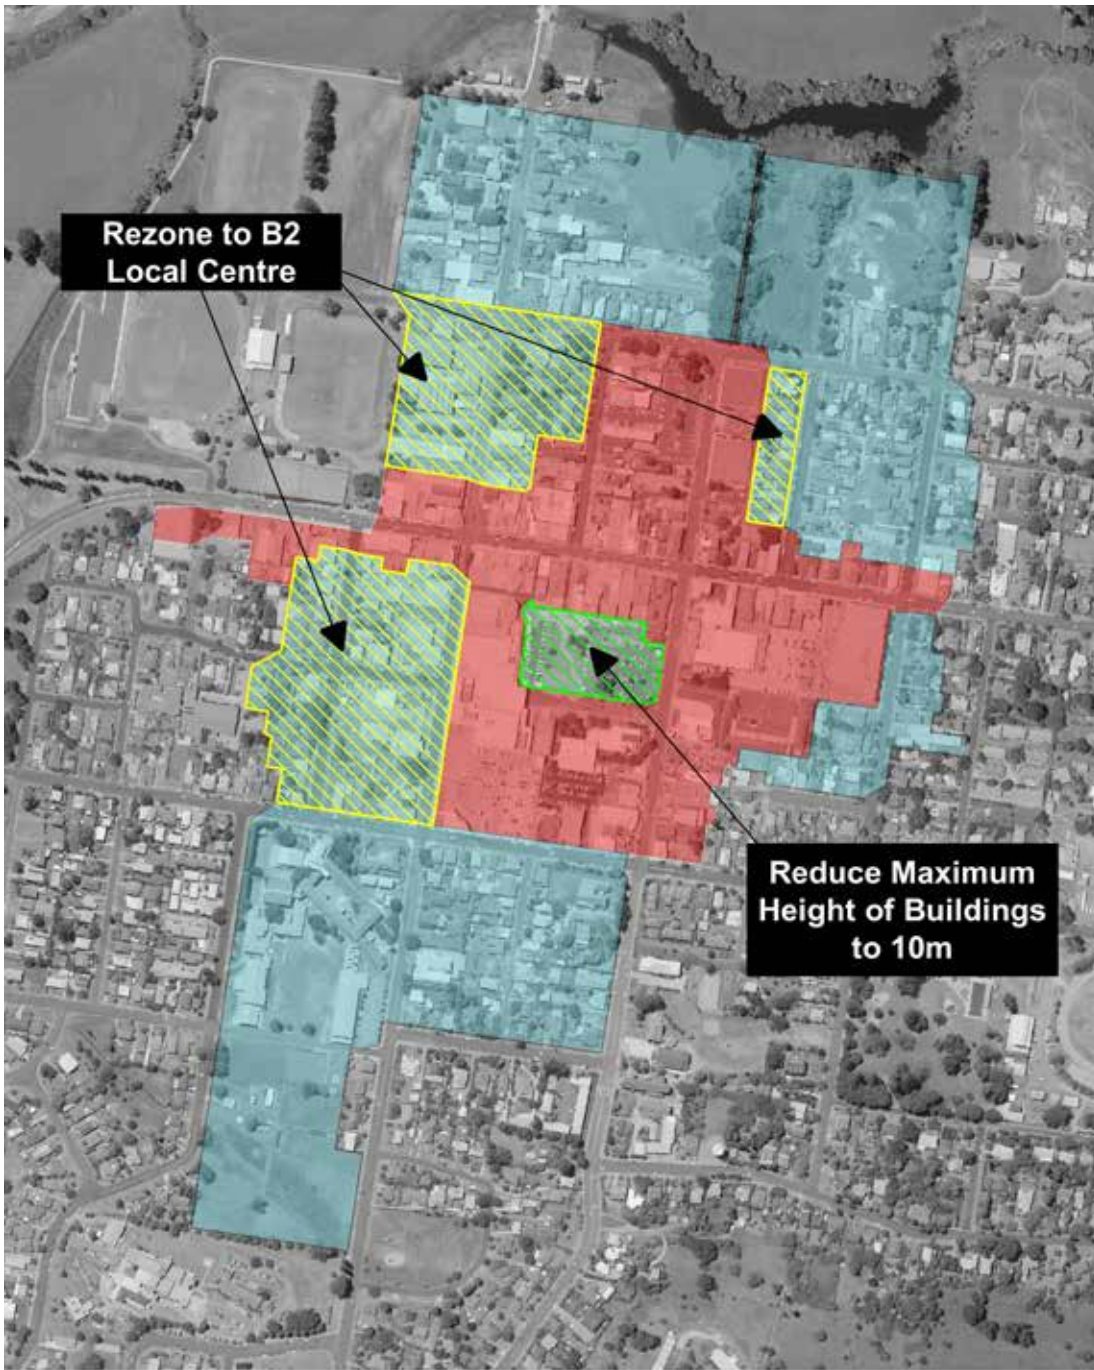 Rezone to B2
Local Centre
Reduce Maximum
Height of Buildings
to 10m